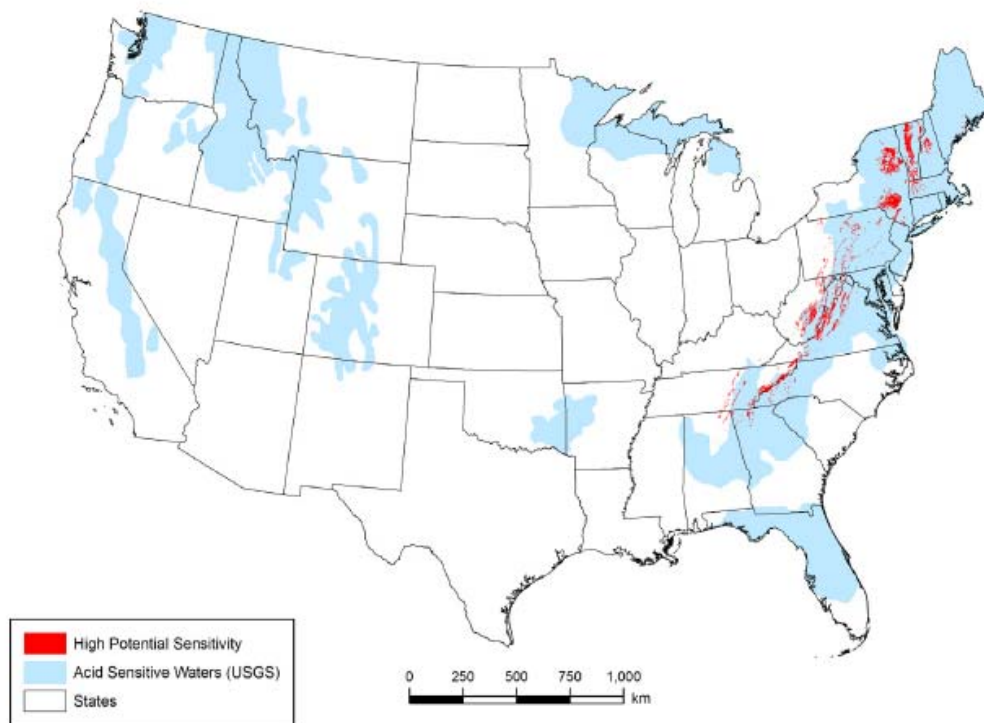 High Potential Sensitivity
Acid Sensitive Waters (USGS)
States
0 250 500 750 1,000
km